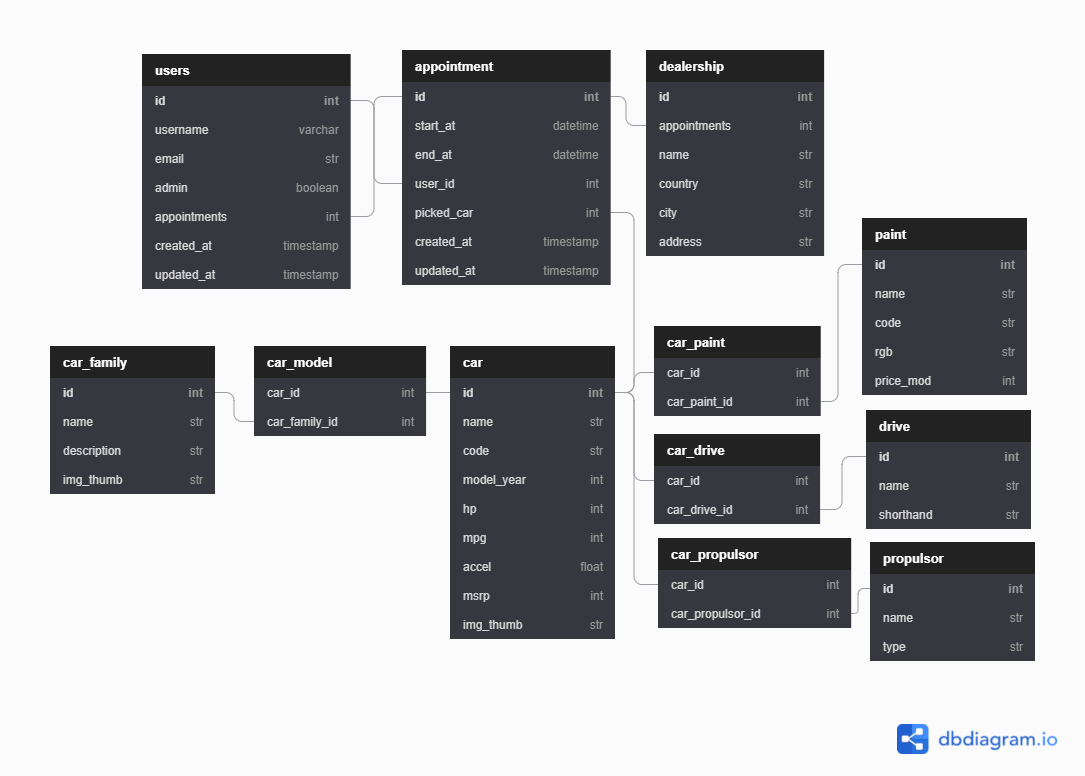 users
id int
username varchar
email str
admin boolean
appointments int
created_at timestamp
updated_at timestamp
appointment
id int
start_at datetime
end_at datetime
user_id int
picked_car int
created_at timestamp
updated_at timestamp
dealership
id int
appointments int
name str
country str
city str
address str
paint
id int
name str
code str
rgb str
price_mod int
car_family
id int
name str
description str
img_thumb str
car_model
car_id int
car_family_id int
car
id int
name str
code str
model_year int
hp int
mpg int
accel float
msrp int
img_thumb str
car_paint
car_id int
car_paint_id int
drive
id int
name str
shorthand str
car_drive
car_id int
car_drive_id int
car_propulsor
car_id int
car_propulsor_id int
propulsor
id int
name str
type str
dbdiagram.io